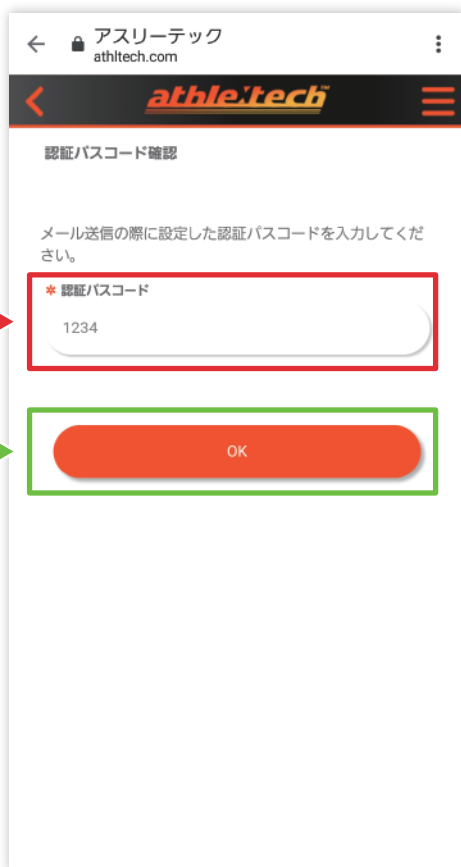 アスリーテック
athltech.com
athle:tech™
認証パスコード確認
メール送信の際に設定した認証パスコードを入力してくだ
さい。
* 認証パスコード
1234
OK